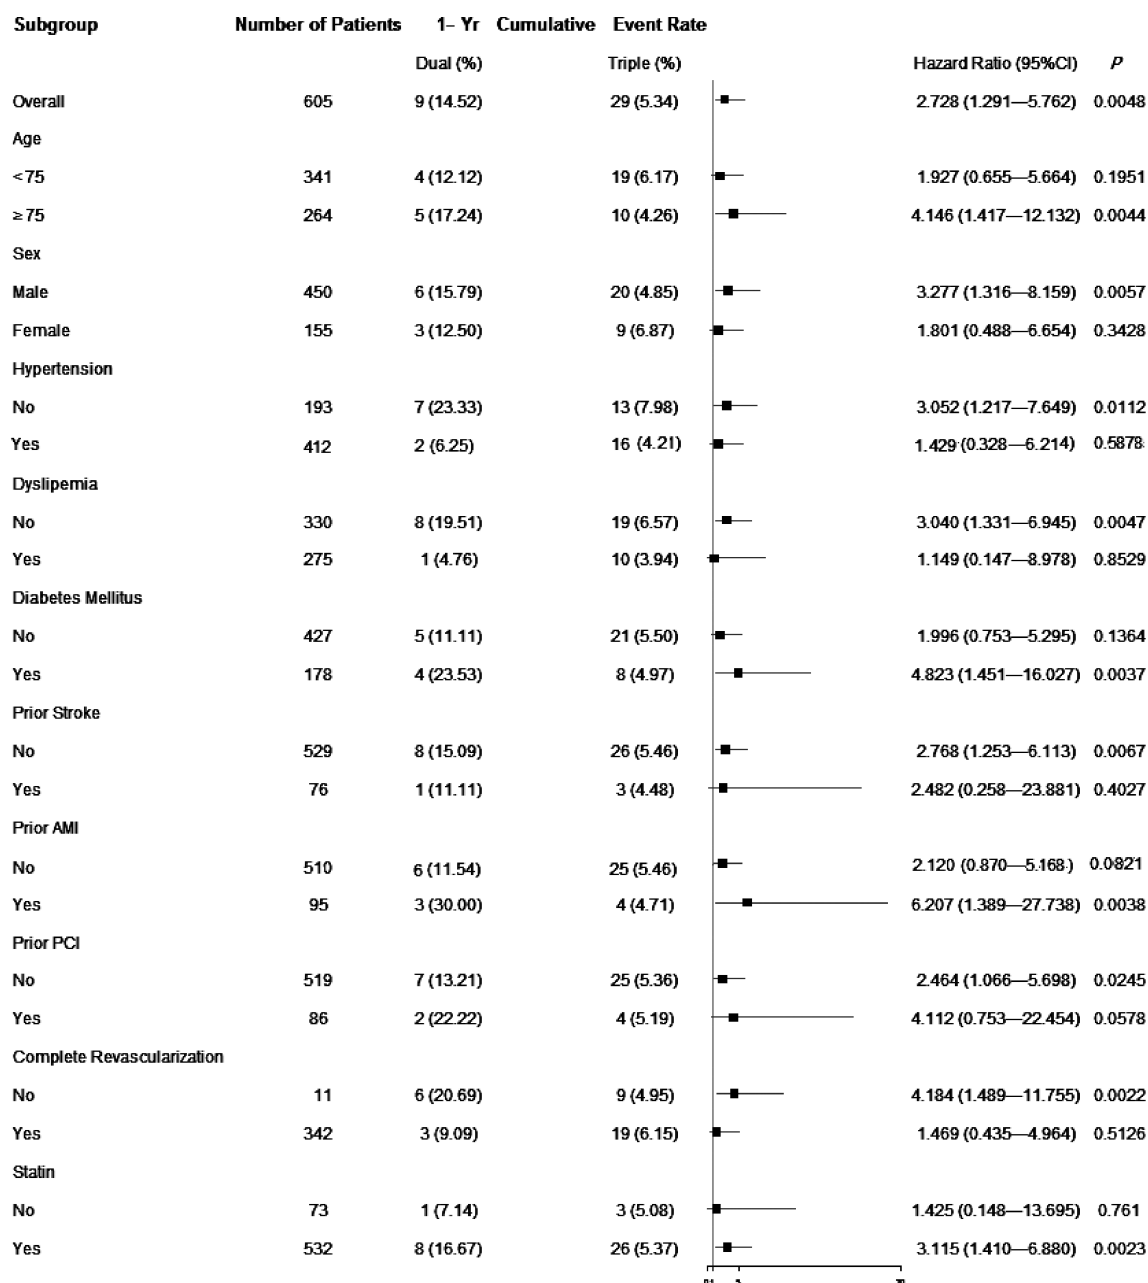 Subgroup Number of Patients 1– Yr Cumulative Event Rate
Dual (%) Triple (%) Hazard Ratio (95%CI) P
Overall 605 9 (14.52) 29 (5.34) 2.728 (1.291—5.762) 0.0048
Age
<75 341 4 (12.12) 19 (6.17) 1.927 (0.655—5.664) 0.1951
≥75 264 5 (17.24) 10 (4.26) 4.146 (1.417—12.132) 0.0044
Sex
Male 450 6 (15.79) 20 (4.85) 3.277 (1.316—8.159) 0.0057
Female 155 3 (12.50) 9 (6.87) 1.801 (0.488—6.654) 0.3428
Hypertension
No 193 7 (23.33) 13 (7.98) 3.052 (1.217—7.649) 0.0112
Yes 412 2 (6.25) 16 (4.21) 1.429 (0.328—6.214) 0.5878
Dyslipemia
No 330 8 (19.51) 19 (6.57) 3.040 (1.331—6.945) 0.0047
Yes 275 1 (4.76) 10 (3.94) 1.149 (0.147—8.978) 0.8529
Diabetes Mellitus
No 427 5 (11.11) 21 (5.50) 1.996 (0.753—5.295) 0.1364
Yes 178 4 (23.53) 8 (4.97) 4.823 (1.451—16.027) 0.0037
Prior Stroke
No 529 8 (15.09) 26 (5.46) 2.768 (1.253—6.113) 0.0067
Yes 76 1 (11.11) 3 (4.48) 2.482 (0.258—23.881) 0.4027
Prior AMI
No 510 6 (11.54) 25 (5.46) 2.120 (0.870—5.168) 0.0821
Yes 95 3 (30.00) 4 (4.71) 6.207 (1.389—27.738) 0.0038
Prior PCI
No 519 7 (13.21) 25 (5.36) 2.464 (1.066—5.698) 0.0245
Yes 86 2 (22.22) 4 (5.19) 4.112 (0.753—22.454) 0.0578
Complete Revascularization
No 11 6 (20.69) 9 (4.95) 4.184 (1.489—11.755) 0.0022
Yes 342 3 (9.09) 19 (6.15) 1.469 (0.435—4.964) 0.5126
Statin
No 73 1 (7.14) 3 (5.08) 1.425 (0.148—13.695) 0.761
Yes 532 8 (16.67) 26 (5.37) 3.115 (1.410—6.880) 0.0023